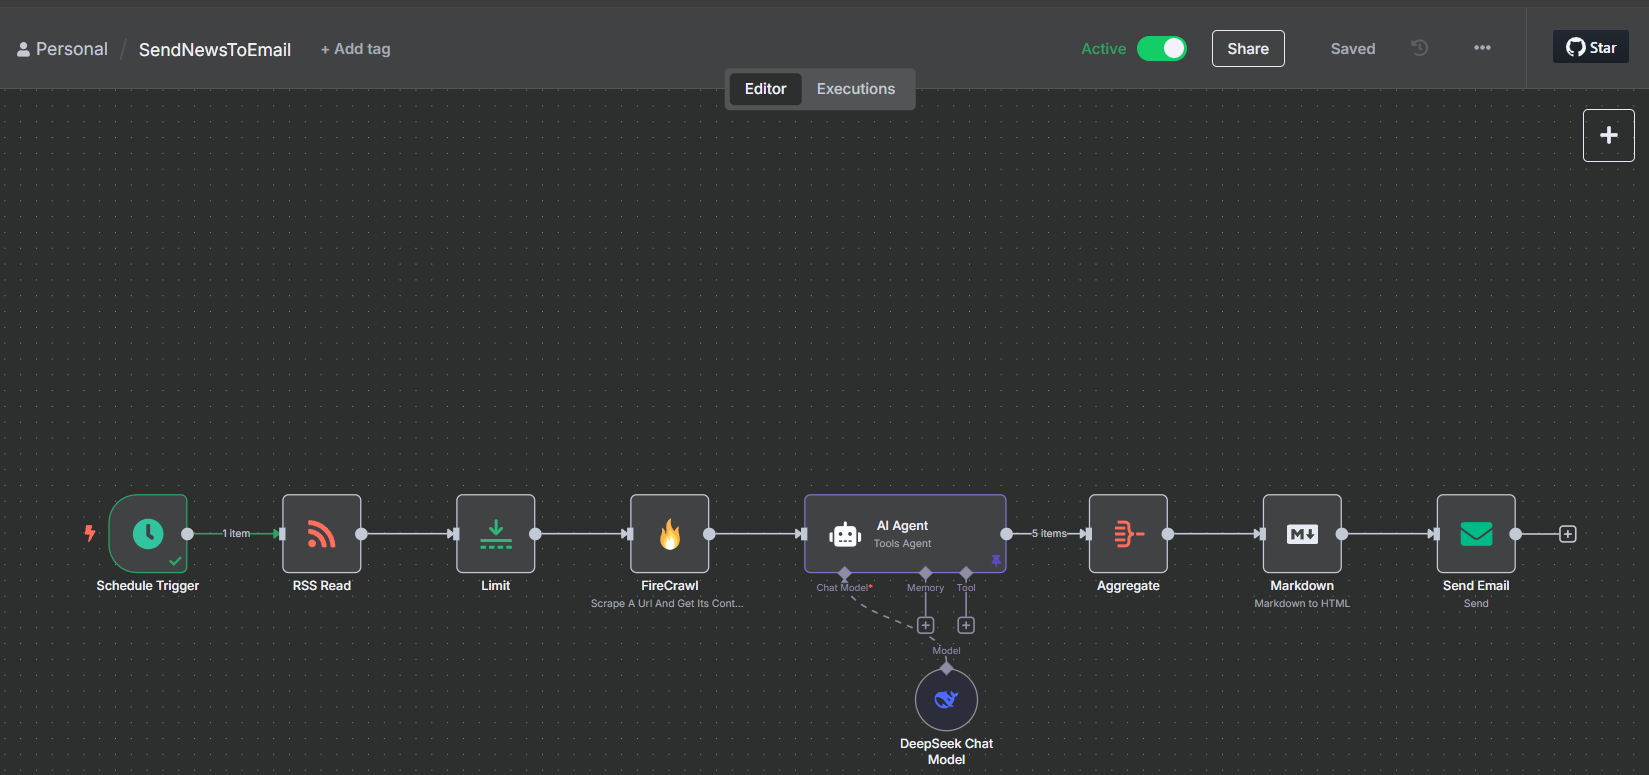 Personal / SendNewsToEmail + Add tag Active Share Saved Star
Editor Executions
1 item
5 items
AI Agent
Tools Agent
Chat Model*
Memory
Tool
Schedule Trigger
RSS Read
Limit
FireCrawl
Scrape A Url And Get Its Cont...
Aggregate
Markdown
Markdown to HTML
Send Email
Send
Model
DeepSeek Chat
Model